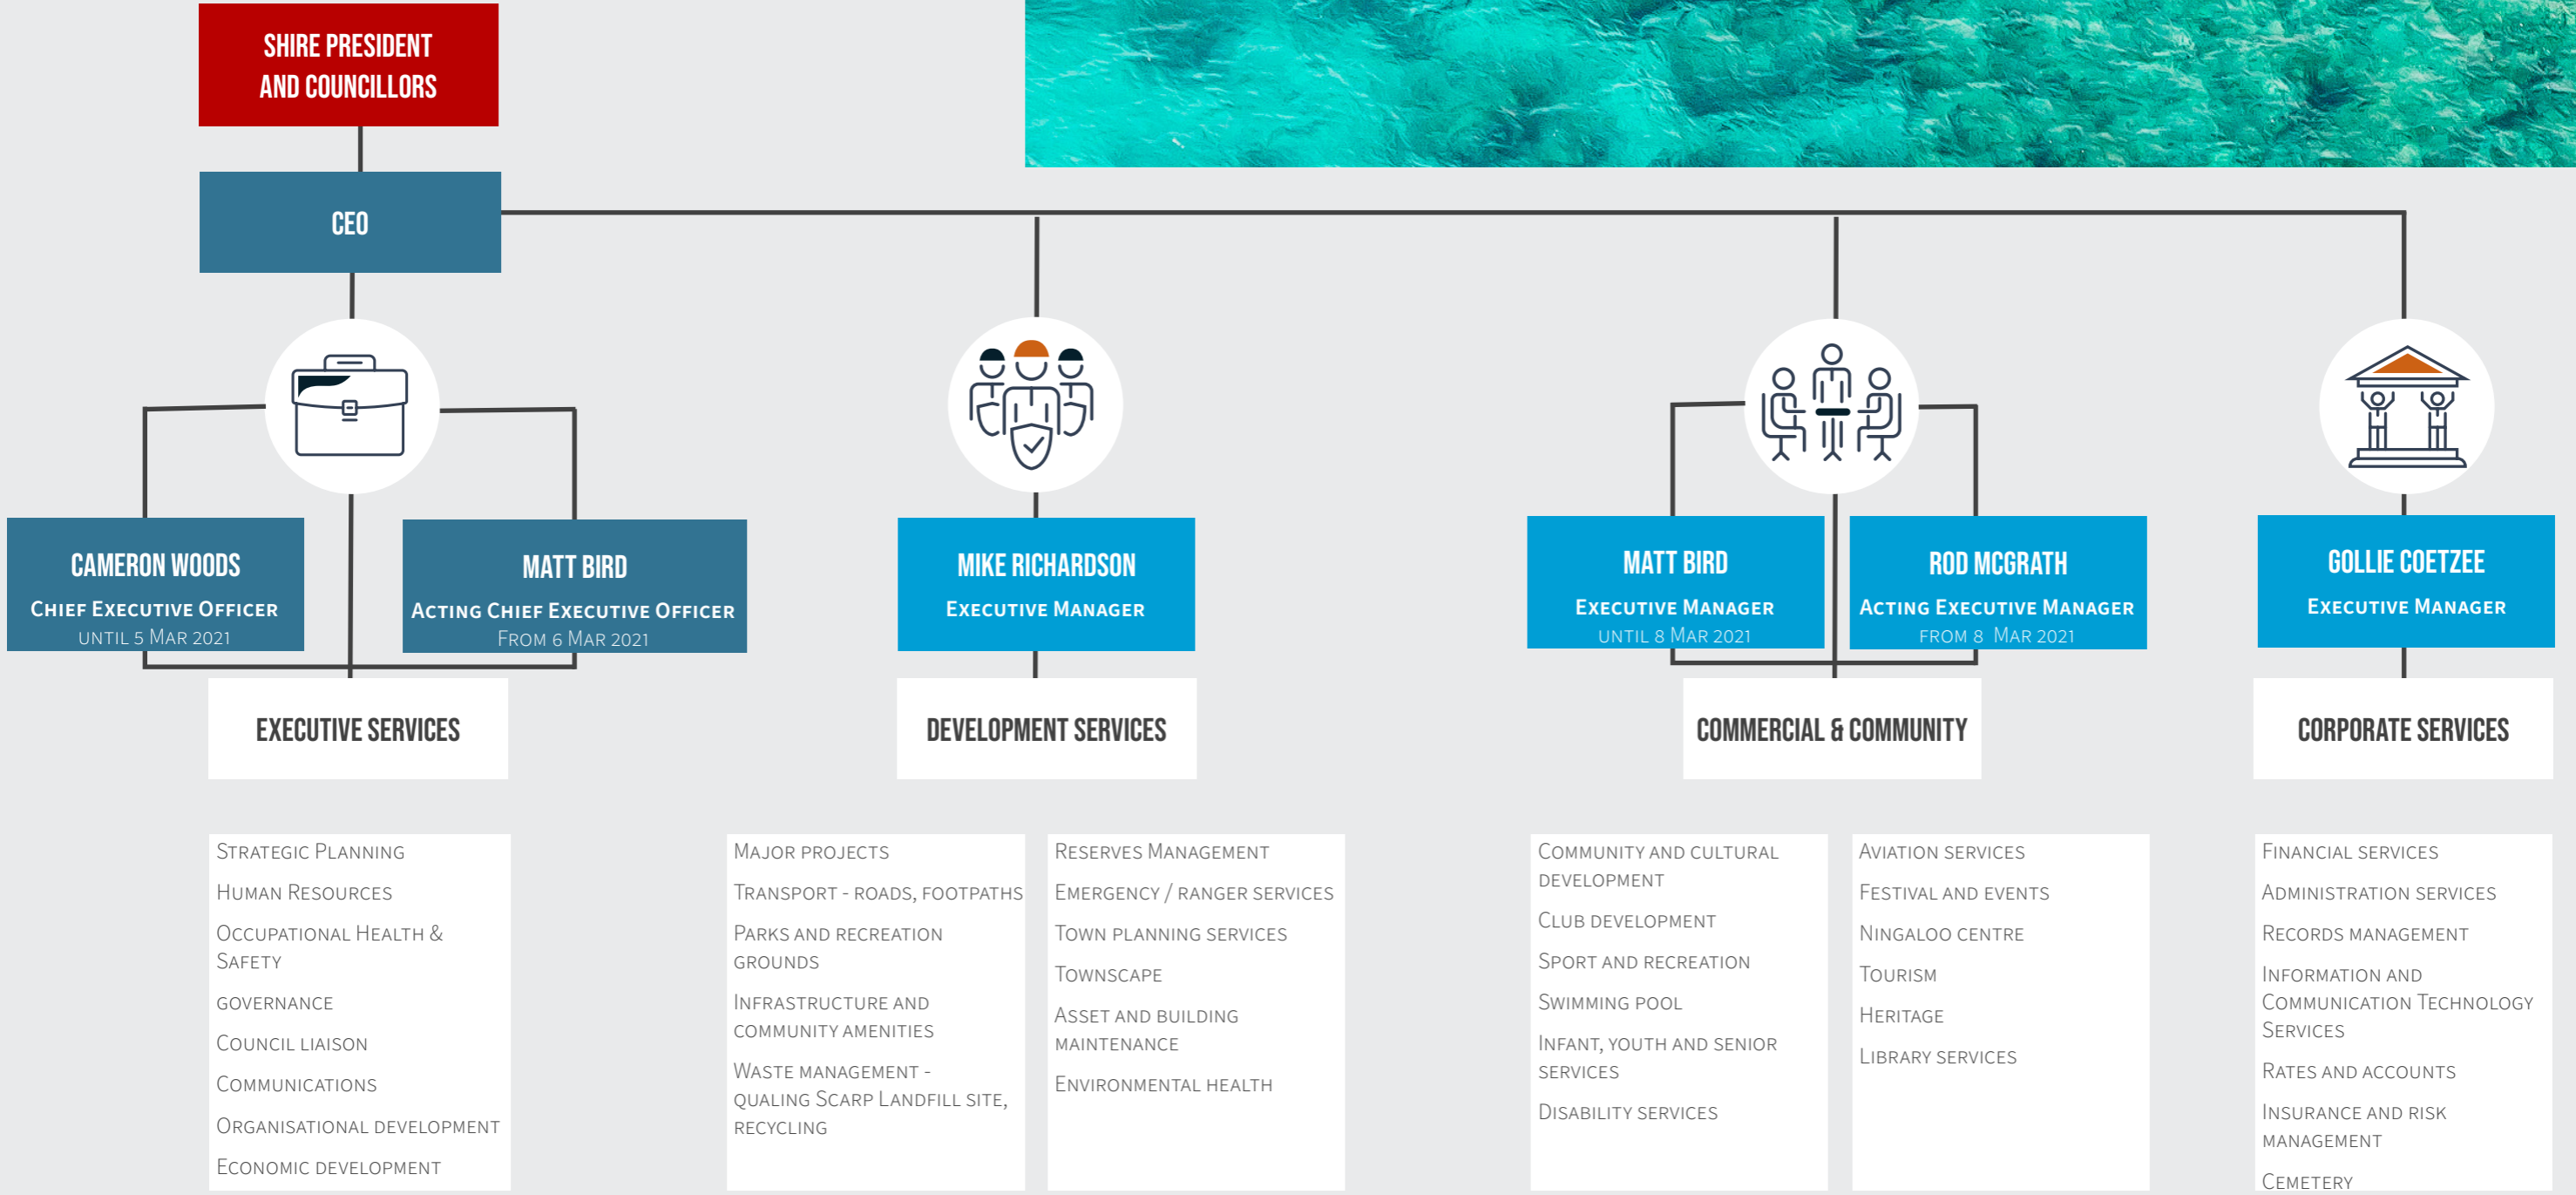 SHIRE PRESIDENT
AND COUNCILLORS
CEO
CAMERON WOODS
CHIEF EXECUTIVE OFFICER
UNTIL 5 MAR 2021
MATT BIRD
ACTING CHIEF EXECUTIVE OFFICER
FROM 6 MAR 2021
MIKE RICHARDSON
EXECUTIVE MANAGER
MATT BIRD
EXECUTIVE MANAGER
UNTIL 8 MAR 2021
ROD MCGRATH
ACTING EXECUTIVE MANAGER
FROM 8 MAR 2021
GOLLIE COETZEE
EXECUTIVE MANAGER
EXECUTIVE SERVICES
DEVELOPMENT SERVICES
COMMERCIAL & COMMUNITY
CORPORATE SERVICES
STRATEGIC PLANNING
HUMAN RESOURCES
OCCUPATIONAL HEALTH &
SAFETY
GOVERNANCE
COUNCIL LIAISON
COMMUNICATIONS
ORGANISATIONAL DEVELOPMENT
ECONOMIC DEVELOPMENT
MAJOR PROJECTS
TRANSPORT - ROADS, FOOTPATHS
PARKS AND RECREATION
GROUNDS
INFRASTRUCTURE AND
COMMUNITY AMENITIES
WASTE MANAGEMENT -
QUALING SCARP LANDFILL SITE,
RECYCLING
RESERVES MANAGEMENT
EMERGENCY / RANGER SERVICES
TOWN PLANNING SERVICES
TOWNSCAPE
ASSET AND BUILDING
MAINTENANCE
ENVIRONMENTAL HEALTH
COMMUNITY AND CULTURAL
DEVELOPMENT
CLUB DEVELOPMENT
SPORT AND RECREATION
SWIMMING POOL
INFANT, YOUTH AND SENIOR
SERVICES
DISABILITY SERVICES
AVIATION SERVICES
FESTIVAL AND EVENTS
NINGALOO CENTRE
TOURISM
HERITAGE
LIBRARY SERVICES
FINANCIAL SERVICES
ADMINISTRATION SERVICES
RECORDS MANAGEMENT
INFORMATION AND
COMMUNICATION TECHNOLOGY
SERVICES
RATES AND ACCOUNTS
INSURANCE AND RISK
MANAGEMENT
CEMETERY